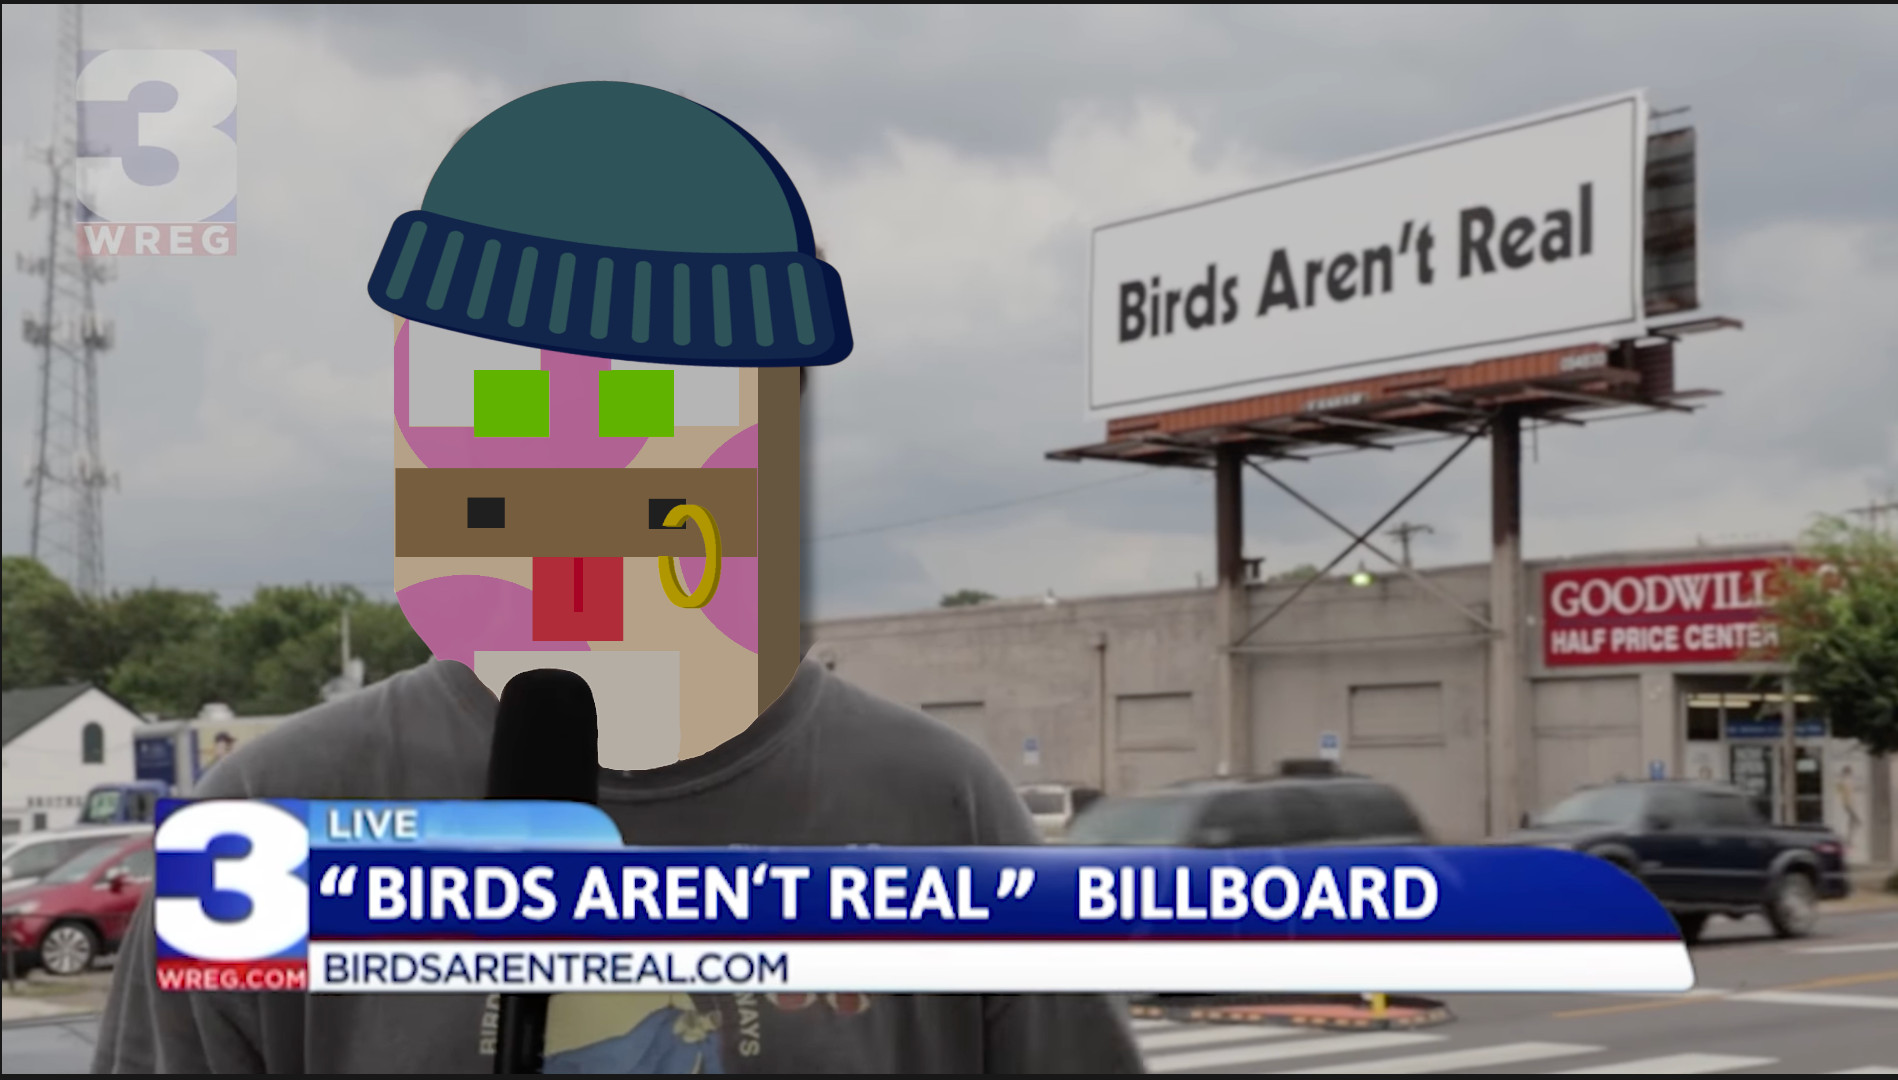 3
WREG
Birds Aren't Real
GOODWILL
HALF PRICE CENTER
3
LIVE
“BIRDS AREN‘T REAL” BILLBOARD
WREG.COM
BIRDSARENTREAL.COM
NAYS